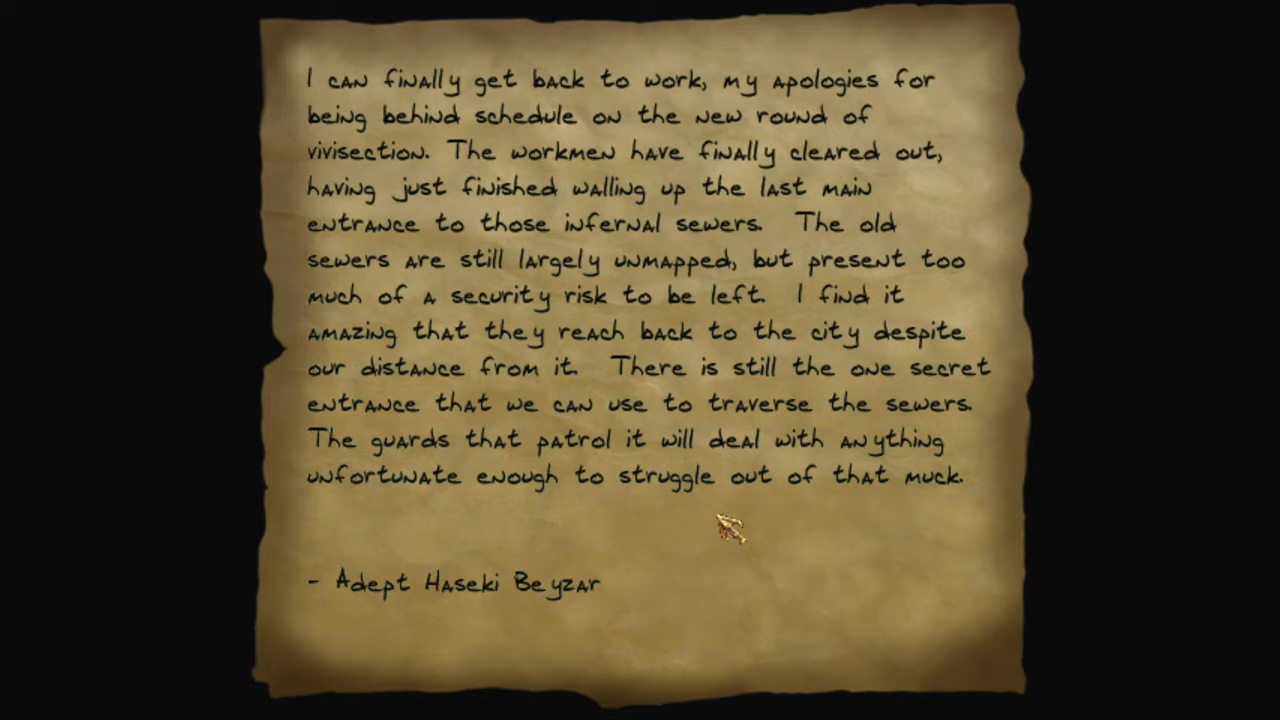 I can finally get back to work, my apologies for
being behind schedule on the new round of
vivisection. The workmen have finally cleared out,
having just finished walling up the last main
entrance to those infernal sewers. The old
sewers are still largely unmapped, but present too
much of a security risk to be left. I find it
amazing that they reach back to the city despite
our distance from it. There is still the one secret
entrance that we can use to traverse the sewers.
The guards that patrol it will deal with anything
unfortunate enough to struggle out of that muck.
- Adept Haseki Beyzar